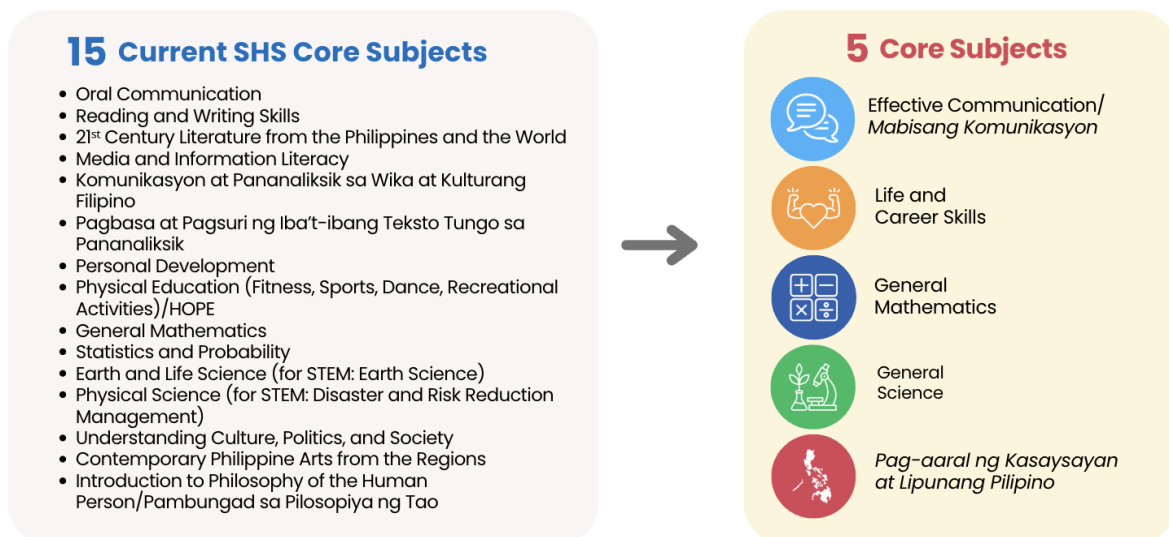 15 Current SHS Core Subjects
• Oral Communication
• Reading and Writing Skills
• 21st Century Literature from the Philippines and the World
• Media and Information Literacy
• Komunikasyon at Pananaliksik sa Wika at Kulturang
Filipino
• Pagbasa at Pagsuri ng Iba't-ibang Teksto Tungo sa
Pananaliksik
• Personal Development
• Physical Education (Fitness, Sports, Dance, Recreational
Activities)/HOPE
• General Mathematics
• Statistics and Probability
• Earth and Life Science (for STEM: Earth Science)
• Physical Science (for STEM: Disaster and Risk Reduction
Management)
• Understanding Culture, Politics, and Society
• Contemporary Philippine Arts from the Regions
• Introduction to Philosophy of the Human
Person/Pambungad sa Pilosopiya ng Tao
5 Core Subjects
Effective Communication/
Mabisang Komunikasyon
Life and
Career Skills
General
Mathematics
General
Science
Pag-aaral ng Kasaysayan
at Lipunang Pilipino